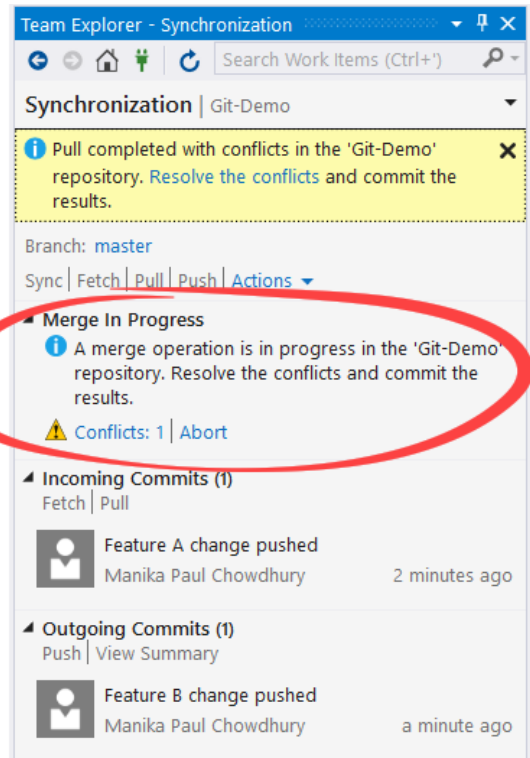 Team Explorer - Synchronization
Search Work Items (Ctrl+')
Synchronization | Git-Demo
Pull completed with conflicts in the 'Git-Demo'
repository. Resolve the conflicts and commit the
results.
Branch: master
Sync | Fetch | Pull | Push | Actions
Merge In Progress
A merge operation is in progress in the 'Git-Demo'
repository. Resolve the conflicts and commit the
results.
Conflicts: 1 | Abort
Incoming Commits (1)
Fetch | Pull
Feature A change pushed
Manika Paul Chowdhury 2 minutes ago
Outgoing Commits (1)
Push | View Summary
Feature B change pushed
Manika Paul Chowdhury a minute ago